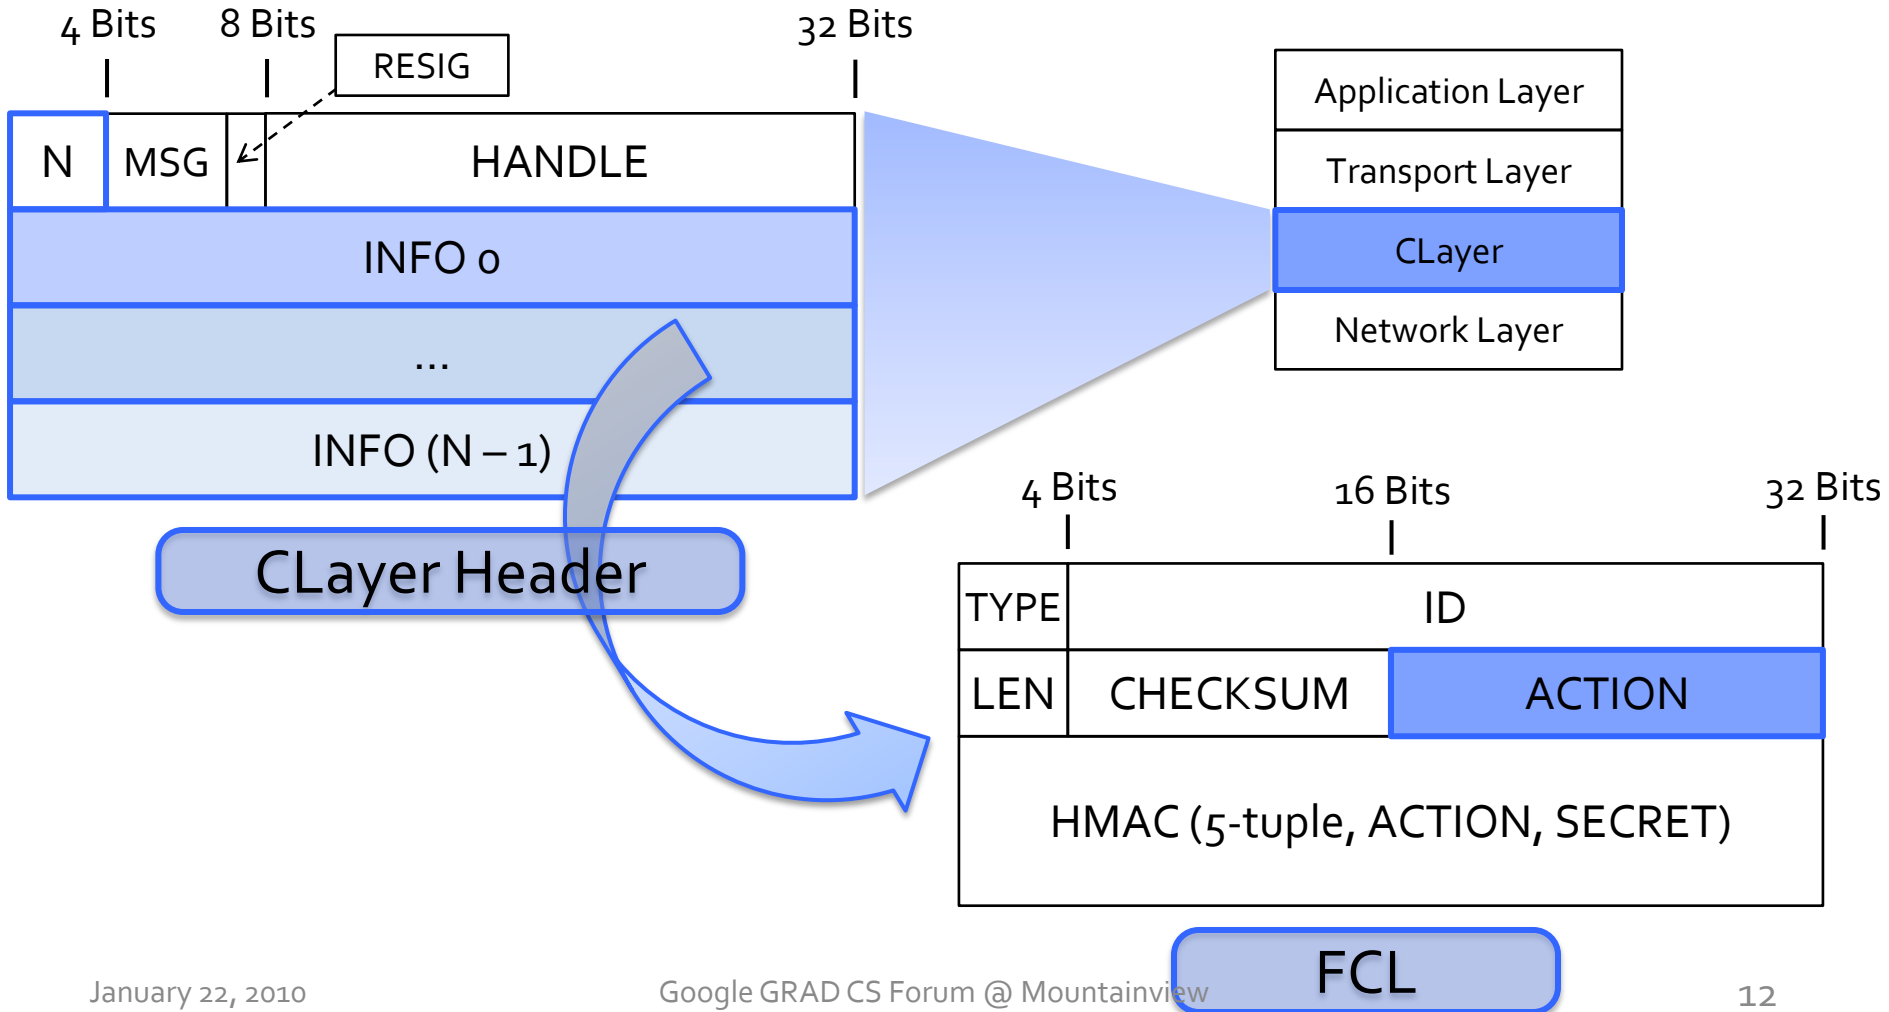 4 Bits 8 Bits 32 Bits
RESIG
N MSG HANDLE
INFO 0
...
INFO (N – 1)
CLayer Header
Application Layer
Transport Layer
CLayer
Network Layer
4 Bits 16 Bits 32 Bits
TYPE ID
LEN CHECKSUM ACTION
HMAC (5-tuple, ACTION, SECRET)
FCL
January 22, 2010 Google GRAD CS Forum @ Mountainview 12